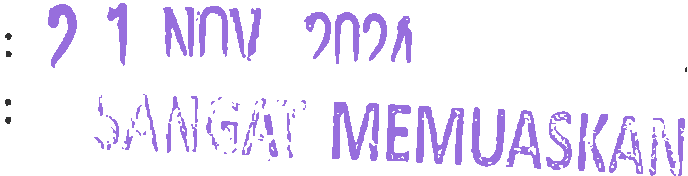 : 21 NOV 2024
: SANGAT MEMUASKAN